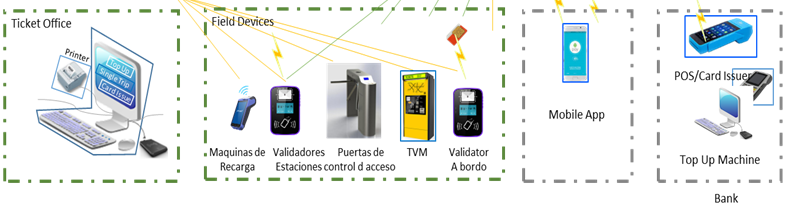 Ticket Office
Printer
Top Up
Single Trip
Card Issue
Field Devices
Maquinas de
Recarga
Validadores
Estaciones
Puertas de
control d acceso
TVM
Validator
A bordo
Mobile App
POS/Card Issuer
Top Up Machine
Bank